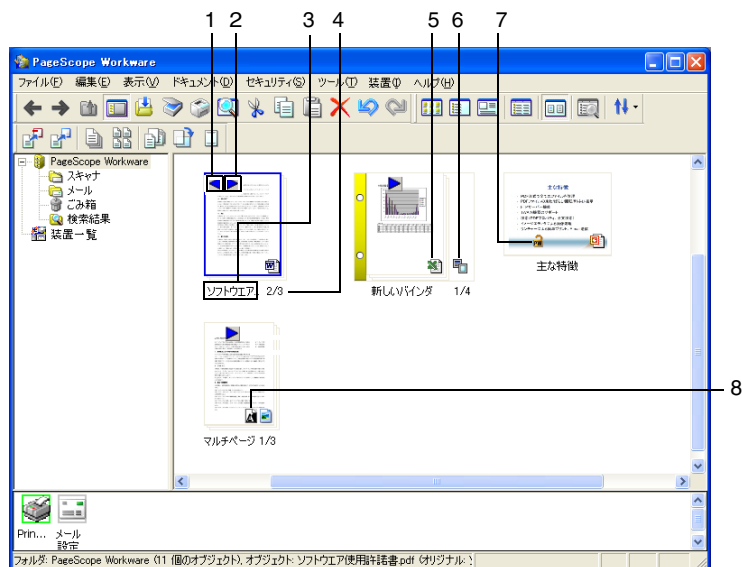 1 2 3 4 5 6 7
PageScope Workware
ファイル(F) 編集(E) 表示(V) ドキュメント(D) セキュリティ(S) ツール(T) 装置(I) ヘルプ(H)
PageScope Workware
スキャナ
メール
ごみ箱
検索結果
装置一覧
ソフトウエア 2/3
新しいバインダ 1/4
主な特徴
主な特徴
8
マルチページ 1/3
Prin... メール
設定
フォルダ: PageScope Workware (11 個のオブジェクト), オブジェクト: ソフトウエア使用許諾書.pdf (オリジナル: